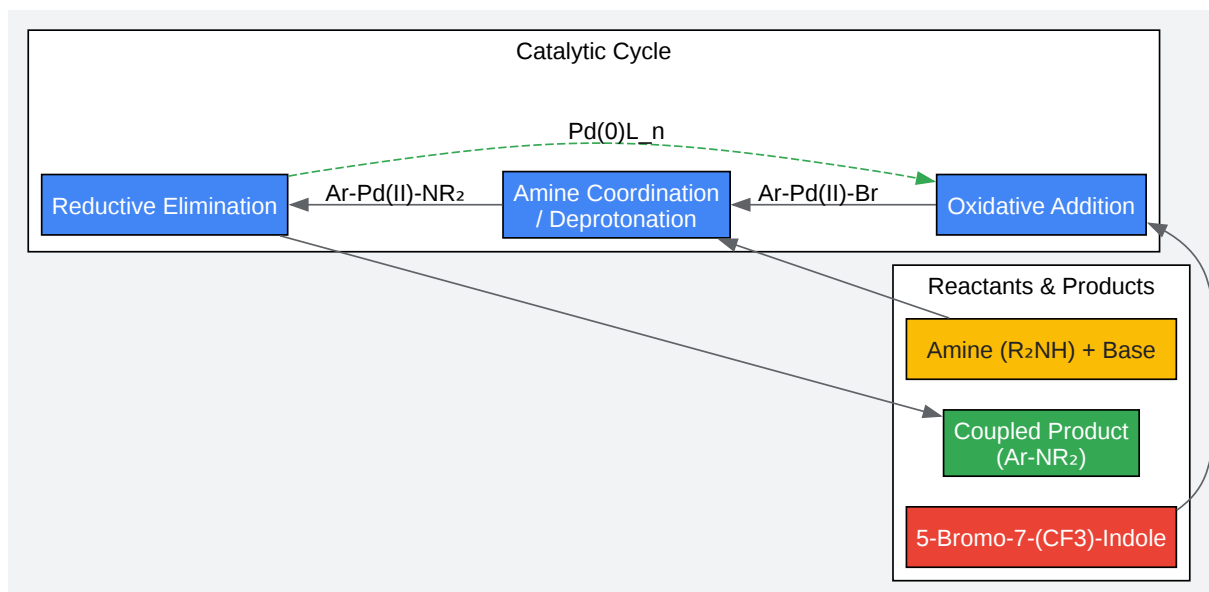 Catalytic Cycle
Pd(0)L_n
Reductive Elimination
Ar-Pd(II)-NR₂
Amine Coordination
/ Deprotonation
Ar-Pd(II)-Br
Oxidative Addition
Reactants & Products
Amine (R₂NH) + Base
Coupled Product
(Ar-NR₂)
5-Bromo-7-(CF3)-Indole